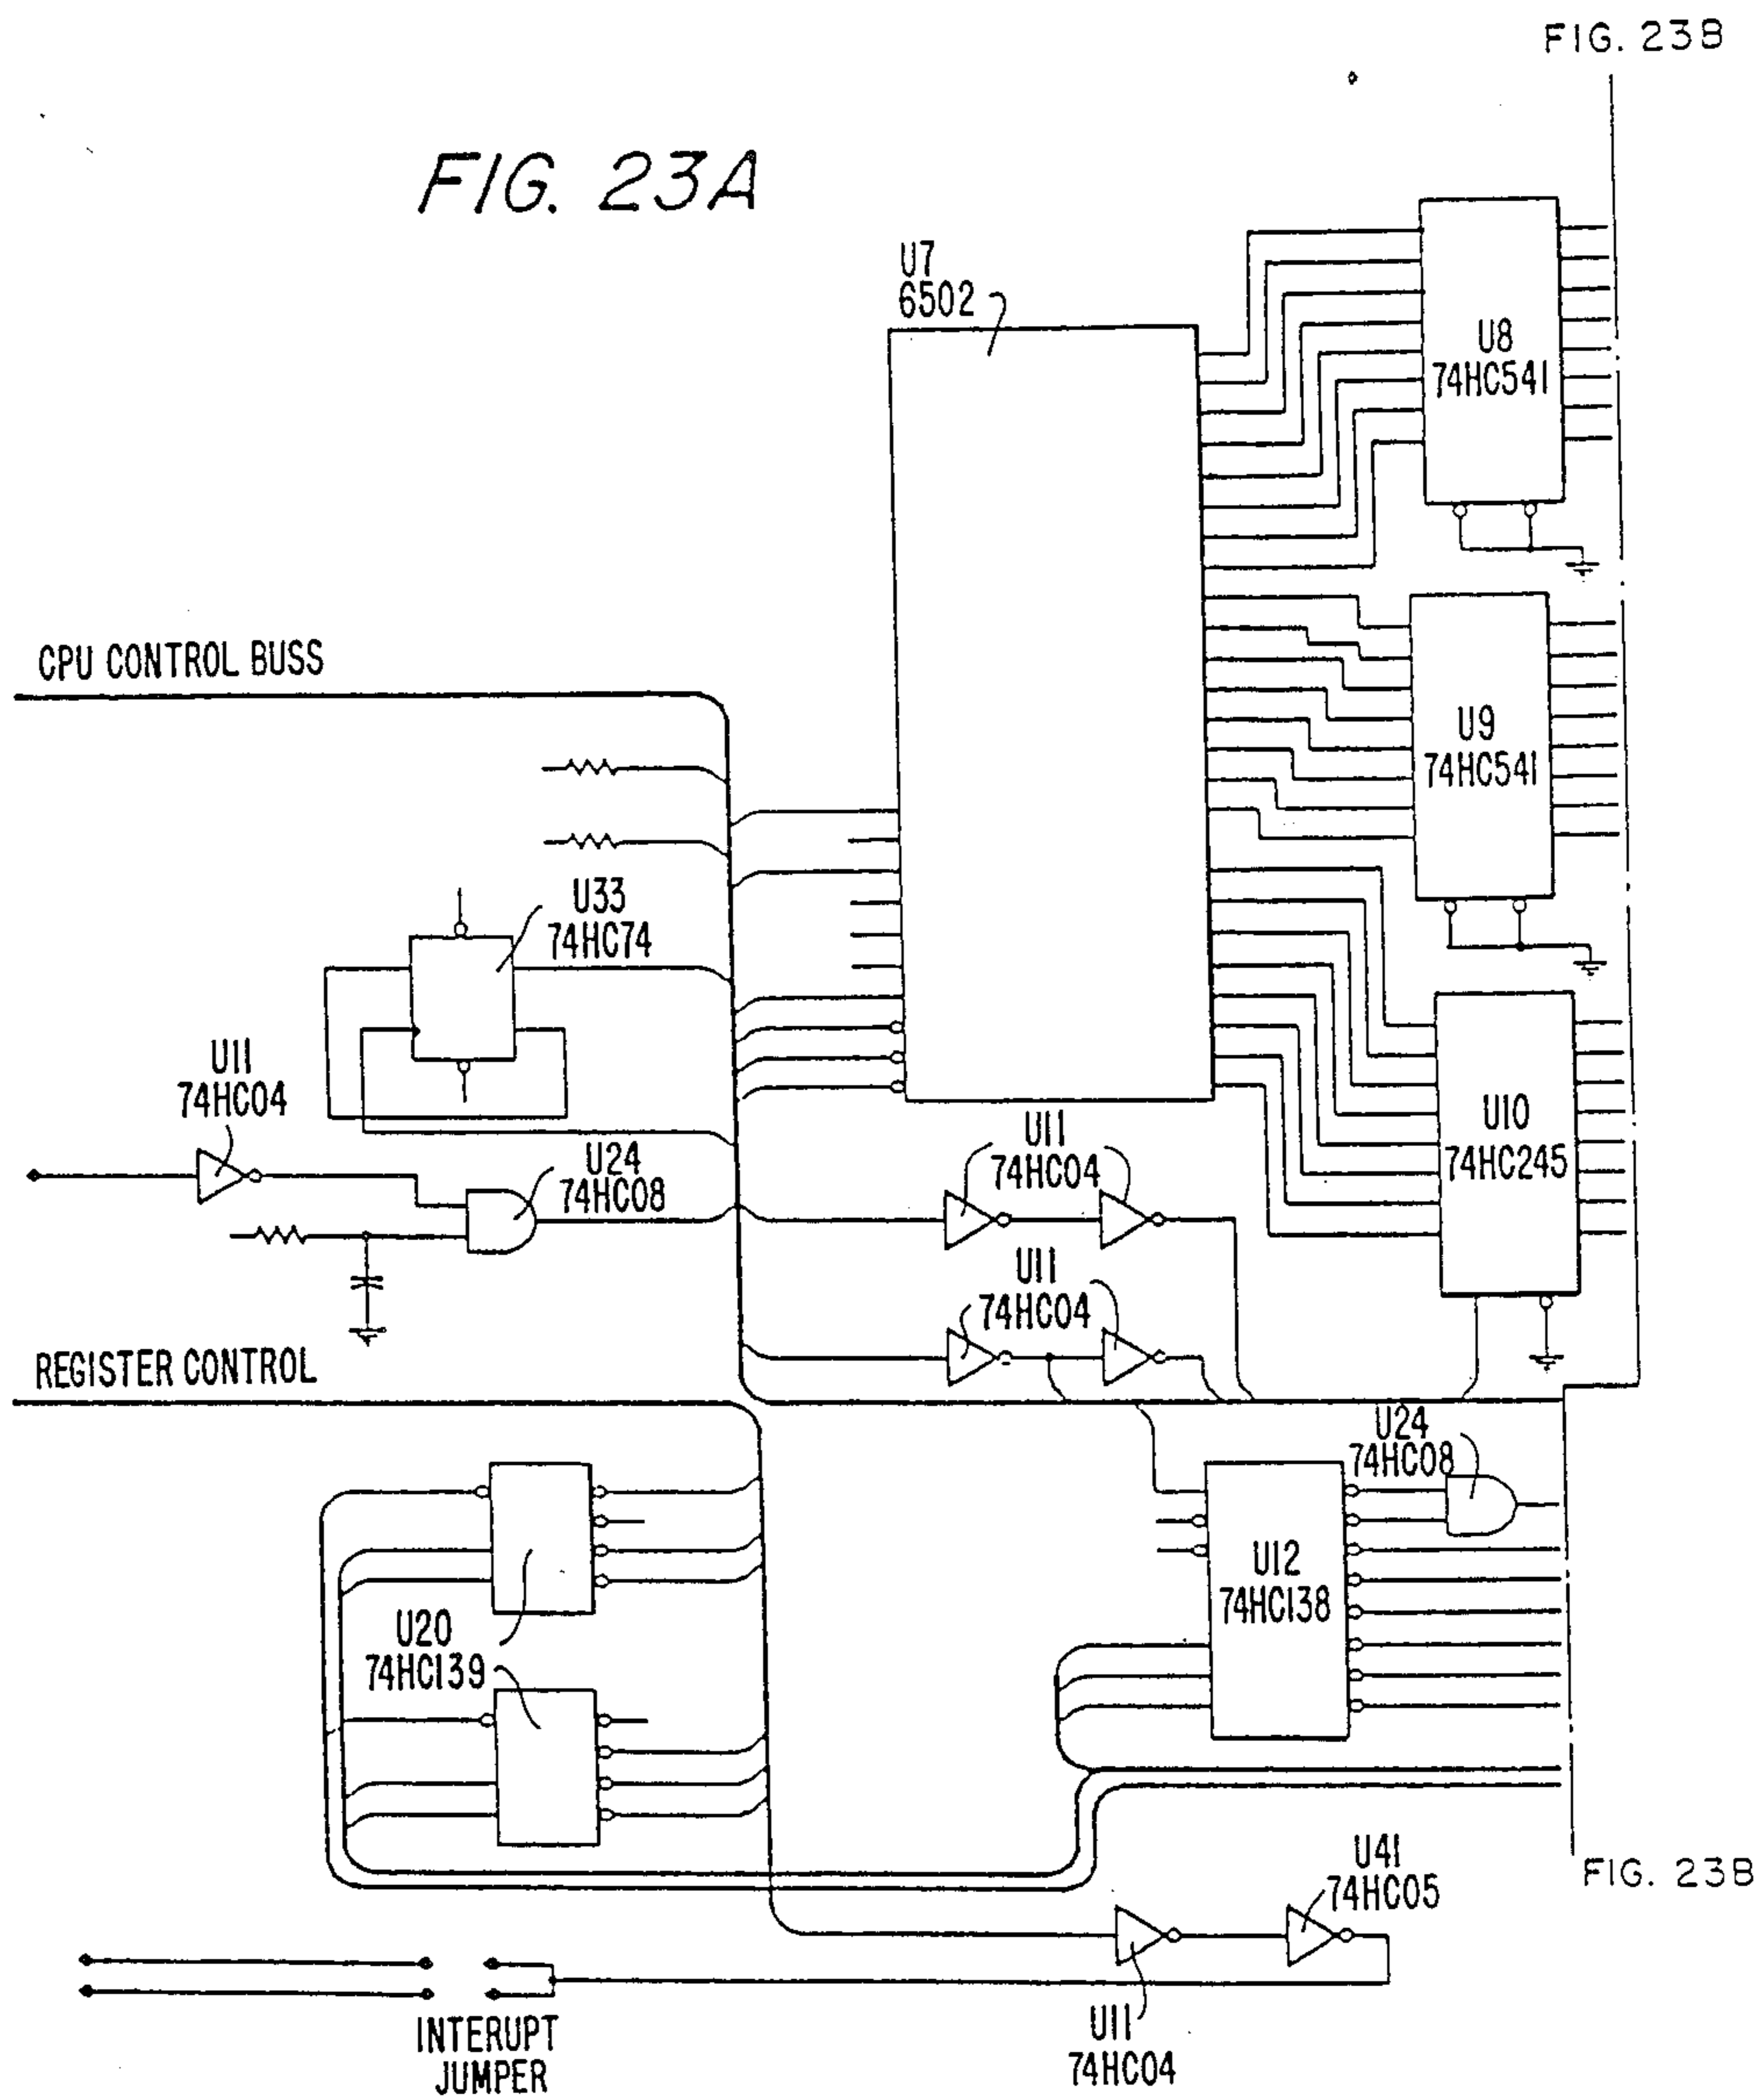 FIG. 23B
FIG. 23A
U7
6502
U8
74HC541
CPU CONTROL BUSS
U9
74HC541
U33
74HC74
U11
74HC04
U24
74HC08
U11
74HC04
U10
74HC245
U11
74HC04
REGISTER CONTROL
U24
74HC08
U12
74HC138
U20
74HC139
U41
74HC05
FIG. 23B
INTERUPT
JUMPER
U11
74HC04